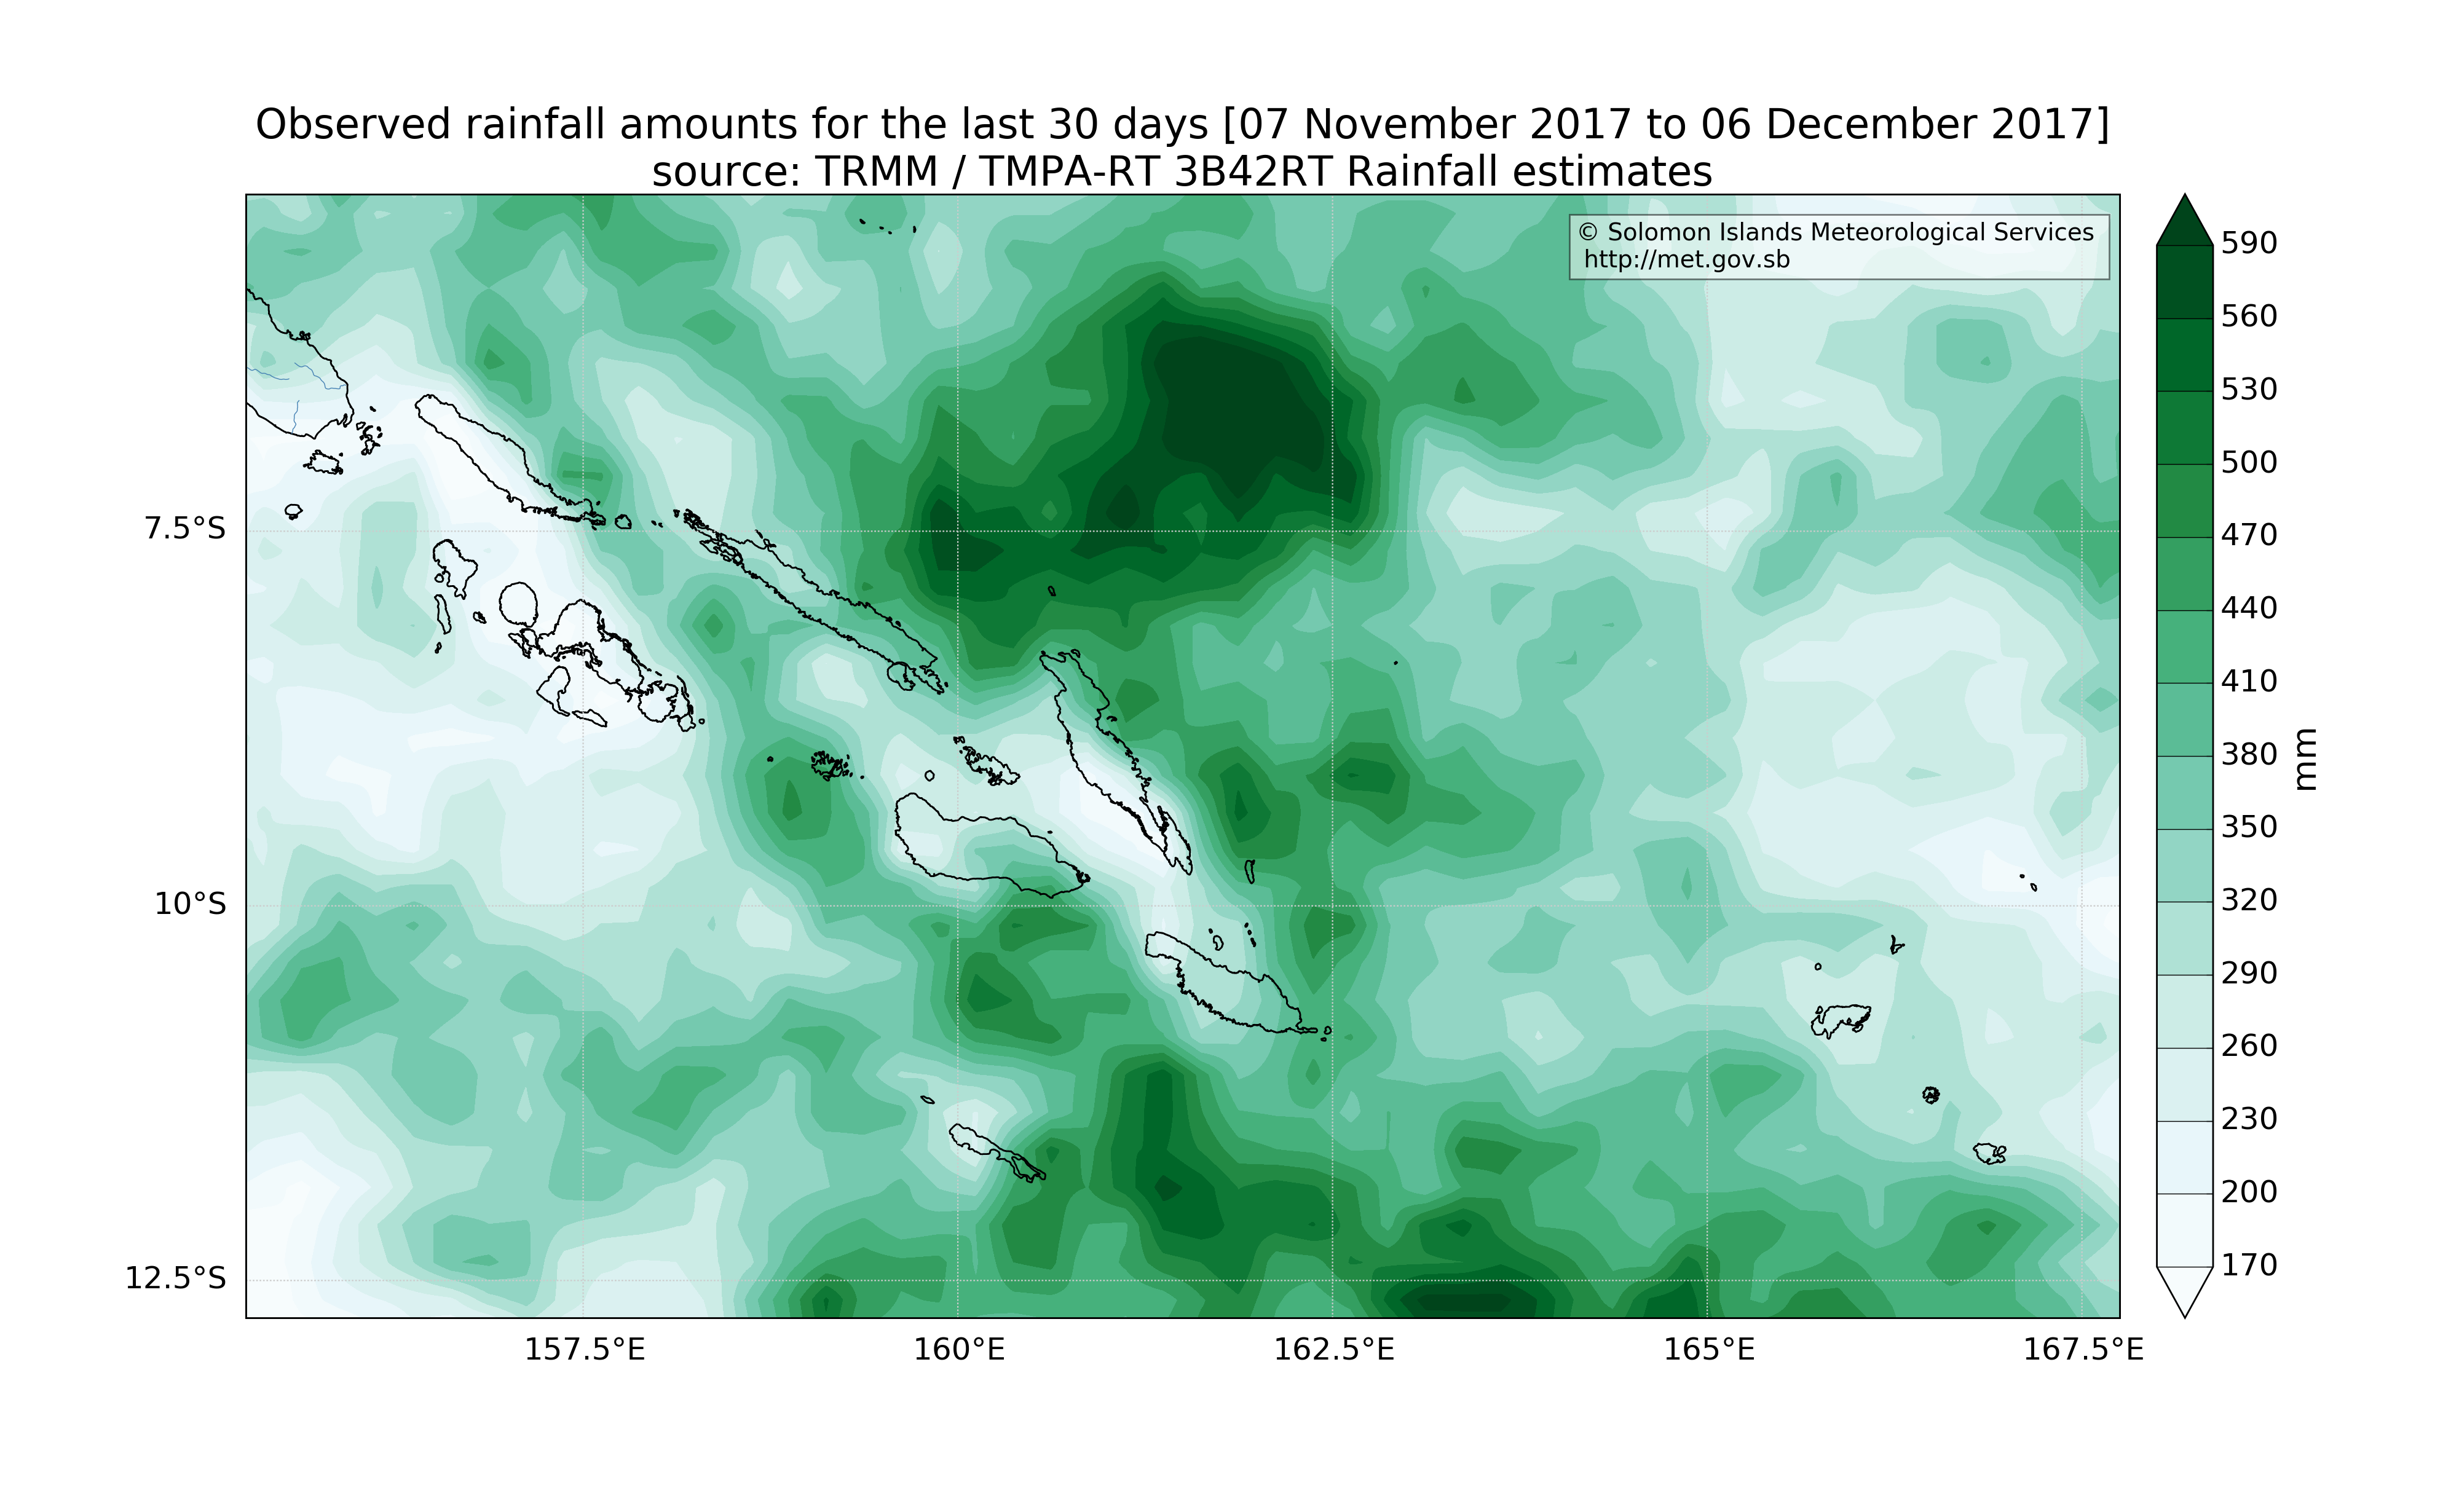 Observed rainfall amounts for the last 30 days [07 November 2017 to 06 December 2017]
source: TRMM / TMPA-RT 3B42RT Rainfall estimates
© Solomon Islands Meteorological Services
http://met.gov.sb
7.5°S
10°S
12.5°S
157.5°E
160°E
162.5°E
165°E
167.5°E
590
560
530
500
470
440
410
380
350
320
290
260
230
200
170
mm